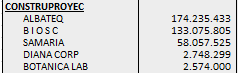 CONSTRUPROYEC
ALBATEQ 174.235.433
B I O S C 133.075.805
SAMARIA 58.057.525
DIANA CORP 2.748.299
BOTANICA LAB 2.574.000